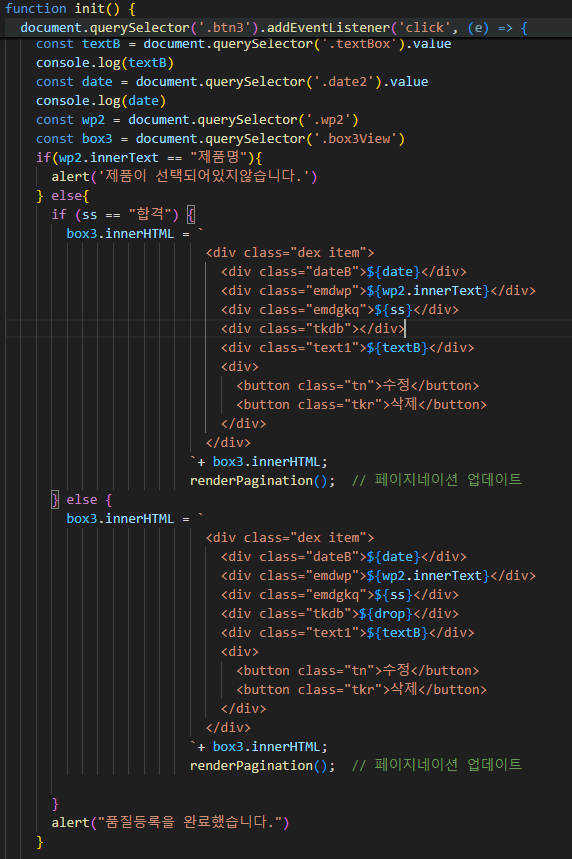 function init() {
document.querySelector('.btn3').addEventListener('click', (e) => {
const textB = document.querySelector('.textBox').value
console.log(textB)
const date = document.querySelector('.date2').value
console.log(date)
const wp2 = document.querySelector('.wp2')
const box3 = document.querySelector('.box3View')
if(wp2.innerText == "제품명"){
alert('제품이 선택되어있지않습니다.')
} else{
if (ss == "합격") {
box3.innerHTML = `
<div class="dex item">
<div class="dateB">${date}</div>
<div class="emdwp">${wp2.innerText}</div>
<div class="emdgkq">${ss}</div>
<div class="tkdb"></div>
<div class="text1">${textB}</div>
<div>
<button class="tn">수정</button>
<button class="tkr">삭제</button>
</div>
</div>
`+ box3.innerHTML;
renderPagination();  // 페이지네이션 업데이트
} else {
box3.innerHTML = `
<div class="dex item">
<div class="dateB">${date}</div>
<div class="emdwp">${wp2.innerText}</div>
<div class="emdgkq">${ss}</div>
<div class="tkdb">${drop}</div>
<div class="text1">${textB}</div>
<div>
<button class="tn">수정</button>
<button class="tkr">삭제</button>
</div>
</div>
`+ box3.innerHTML;
renderPagination();  // 페이지네이션 업데이트
}
alert("품질등록을 완료했습니다.")
}